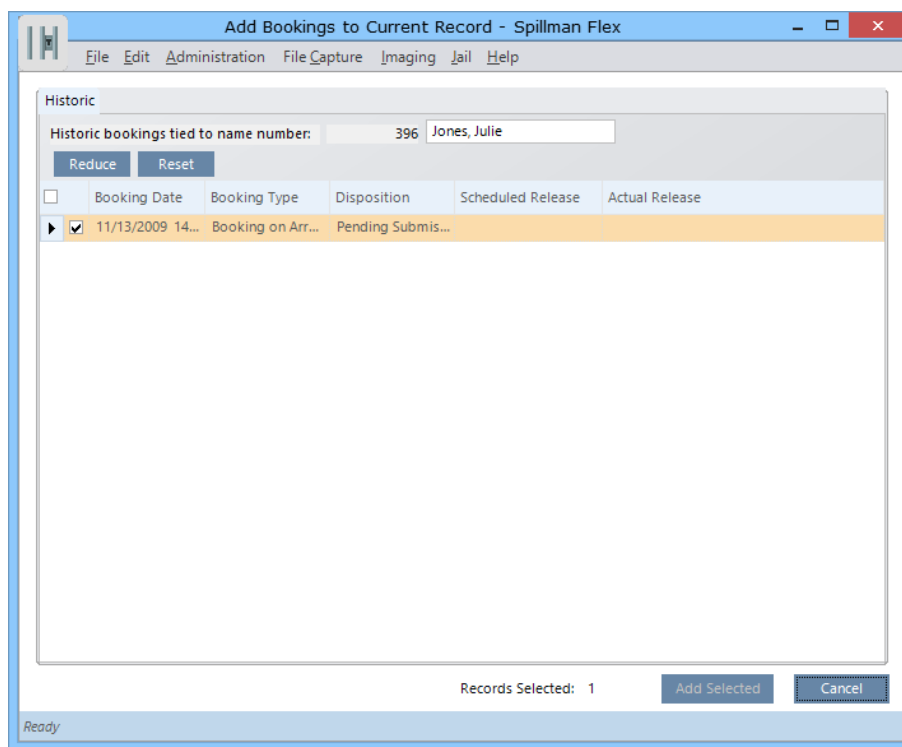 Add Bookings to Current Record - Spillman Flex
File Edit Administration File Capture Imaging Jail Help
Historic
Historic bookings tied to name number: 396 Jones, Julie
Reduce Reset
Booking Date Booking Type Disposition Scheduled Release Actual Release
11/13/2009 14... Booking on Arr... Pending Submis...
Records Selected: 1 Add Selected Cancel
Ready